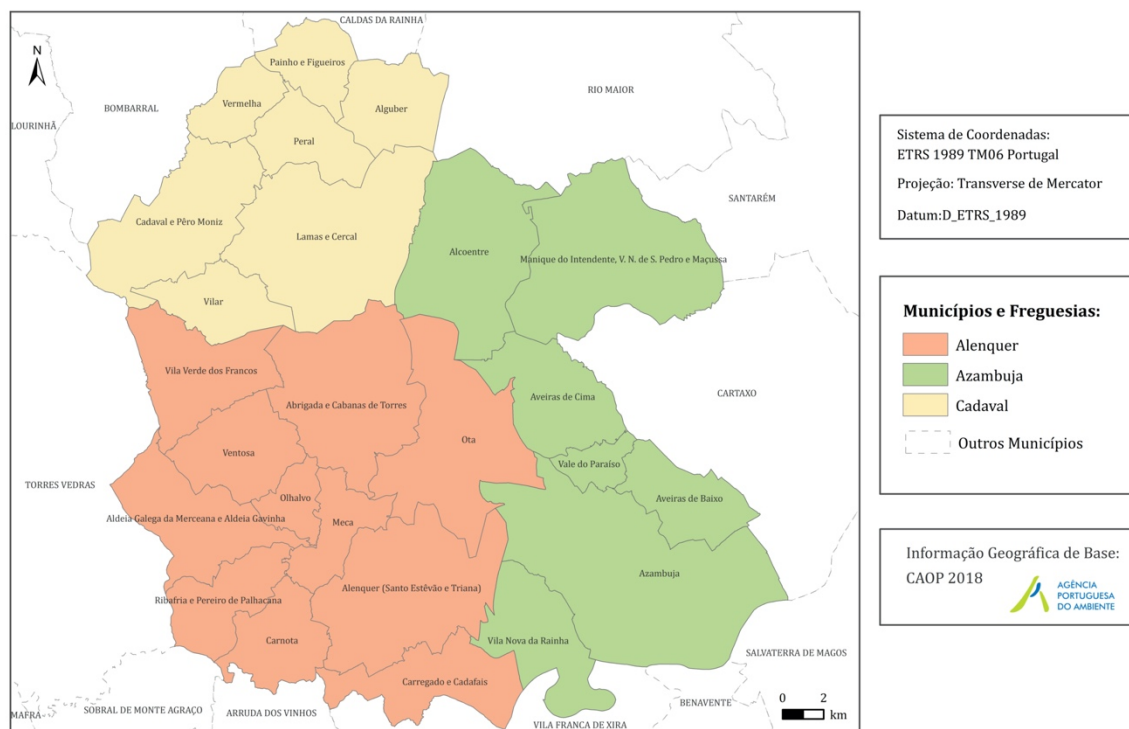 CALDAS DA RAINHA
N
Painho e Figueiros
RIO MAIOR
Vermelha
BOMBARRAL
Alguber
LOURINHÃ
Peral
SANTARÉM
Cadaval e Pêro Moniz
Lamas e Cercal
Alcoentre
Manique do Intendente, V. N. de S. Pedro e Maçussa
Vilar
Vila Verde dos Francos
CARTAXO
Aveiras de Cima
Abrigada e Cabanas de Torres
Ota
Ventosa
Vale do Paraíso
TORRES VEDRAS
Olhalvo
Aveiras de Baixo
Aldeia Galega da Merceana e Aldeia Gavinha
Meca
Azambuja
Alenquer (Santo Estêvão e Triana)
Ribafria e Pereiro de Palhacana
Carnota
Vila Nova da Rainha
SALVATERRA DE MAGOS
Carregado e Cadafais
BENAVENTE
0 2
km
MAFRA
SOBRAL DE MONTE AGRAÇO
ARRUDA DOS VINHOS
VILA FRANCA DE XIRA
Sistema de Coordenadas:
ETRS 1989 TM06 Portugal
Projeção: Transverse de Mercator
Datum:D_ETRS_1989
Municípios e Freguesias:
Alenquer
Azambuja
Cadaval
Outros Municípios
Informação Geográfica de Base:
CAOP 2018
AGÊNCIA
PORTUGUESA
DO AMBIENTE